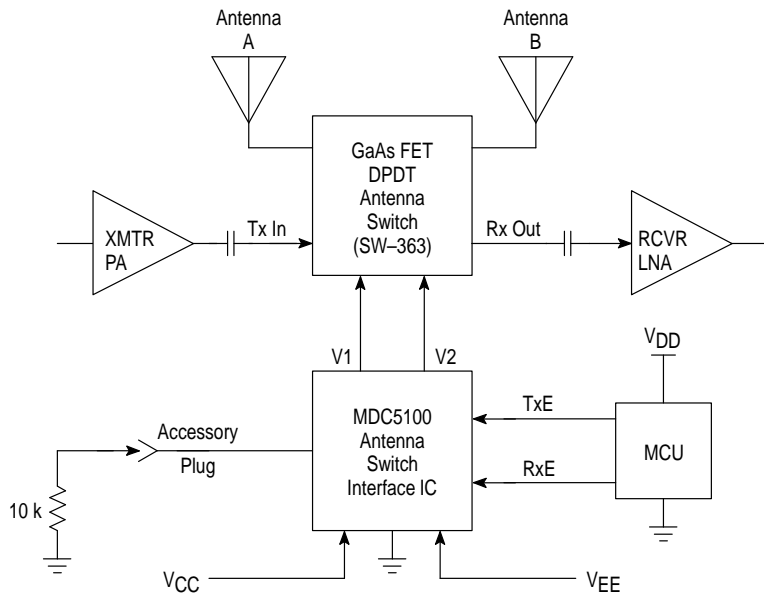 Antenna
A
Antenna
B
GaAs FET
DPDT
Antenna
Switch
(SW–363)
XMTR
PA
Tx In
Rx Out
RCVR
LNA
V1
V2
VDD
MDC5100
Antenna
Switch
Interface IC
TxE
RxE
MCU
Accessory
Plug
10 k
VCC
VEE